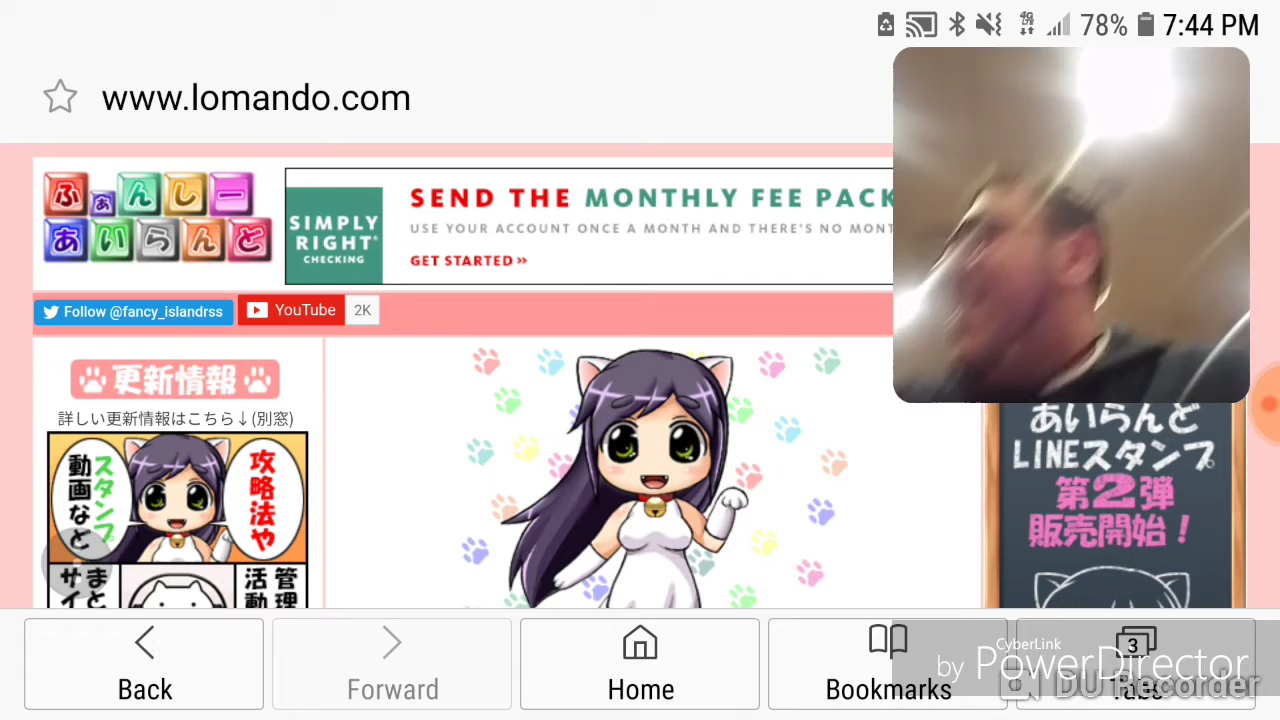 78% 7:44 PM
www.lomando.com
ふぁんしー
あいらんど
SIMPLY
RIGHT
CHECKING
SEND THE MONTHLY FEE PACK
USE YOUR ACCOUNT ONCE A MONTH AND THERE'S NO MONT
GET STARTED »
Follow @fancy_islandrss
YouTube 2K
更新情報
詳しい更新情報はこちら↓(別窓)
攻略法や
スタンプ
動画など
管理
活動
まと
サイ
あいらんど
LINEスタンプ
第2弾
販売開始！
Back
Forward
Home
Bookmarks
3
CyberLink
by PowerDirector
DU Recorder